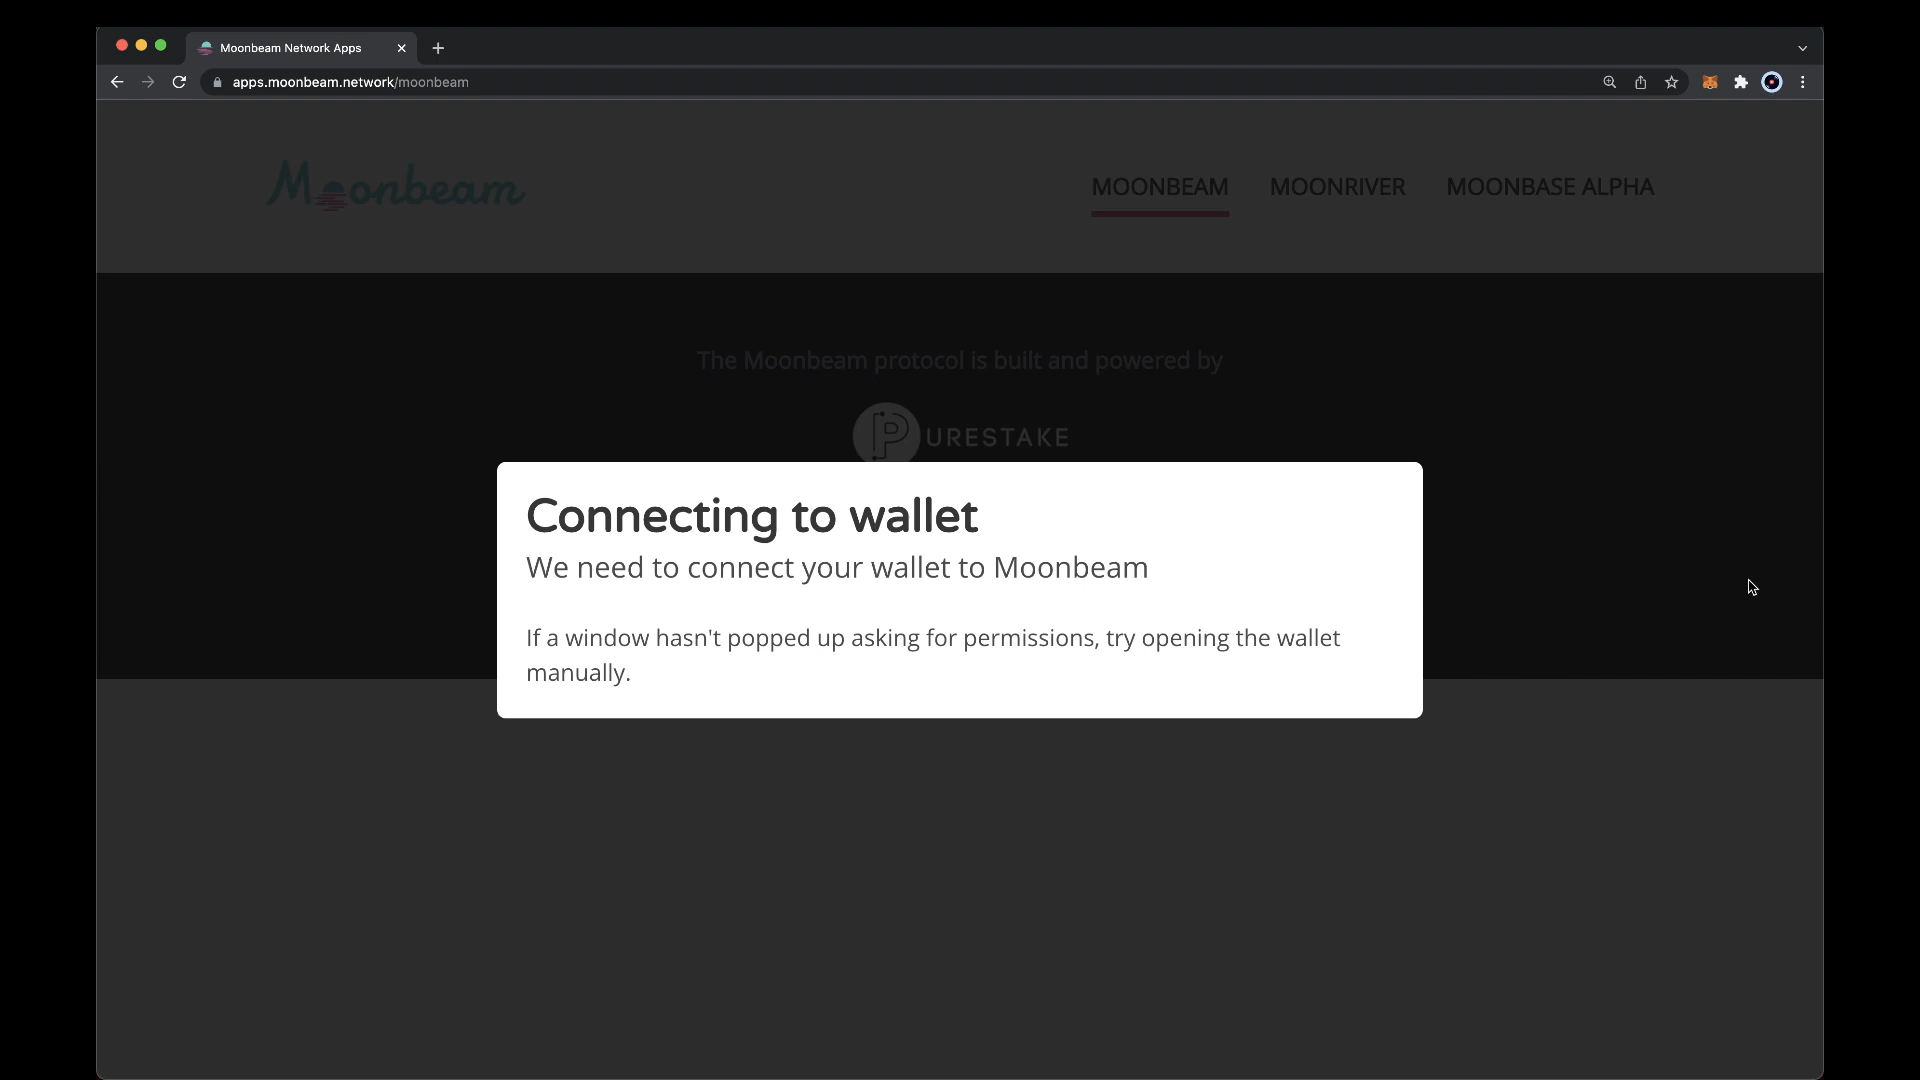 Moonbeam Network Apps
apps.moonbeam.network/moonbeam
Moonbeam
MOONBEAM MOONRIVER MOONBASE ALPHA
The Moonbeam protocol is built and powered by
PURESTAKE
Connecting to wallet
We need to connect your wallet to Moonbeam
If a window hasn't popped up asking for permissions, try opening the wallet
manually.